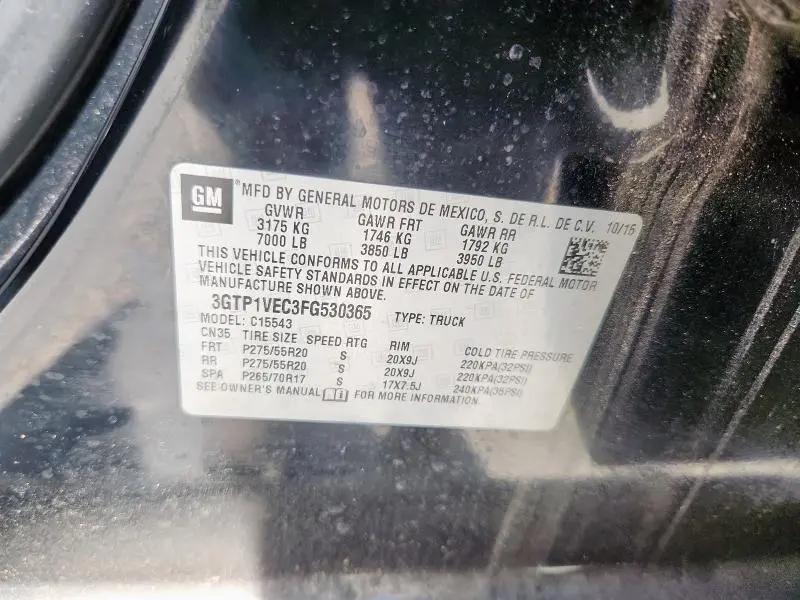 GM ® MFD BY GENERAL MOTORS DE MEXICO, S. DE R.L. DE C.V. 10/15
GVWR GAWR FRT GAWR RR
3175 KG 1746 KG 1792 KG
7000 LB 3850 LB 3950 LB
THIS VEHICLE CONFORMS TO ALL APPLICABLE U.S. FEDERAL MOTOR
VEHICLE SAFETY STANDARDS IN EFFECT ON THE DATE OF
MANUFACTURE SHOWN ABOVE.
3GTP1VEC3FG530365 TYPE: TRUCK
MODEL: C15543
CN35 TIRE SIZE SPEED RTG RIM COLD TIRE PRESSURE
FRT P275/55R20 S 20X9J 220KPA(32PSI)
RR P275/55R20 S 20X9J 220KPA(32PSI)
SPA P265/70R17 S 17X7.5J 240KPA(35PSI)
SEE OWNER'S MANUAL FOR MORE INFORMATION.